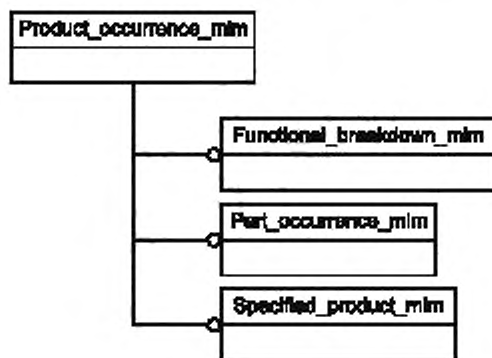 Product_occurrence_mim
Functional_breakdown_mim
Part_occurrence_mim
Specified_product_mim